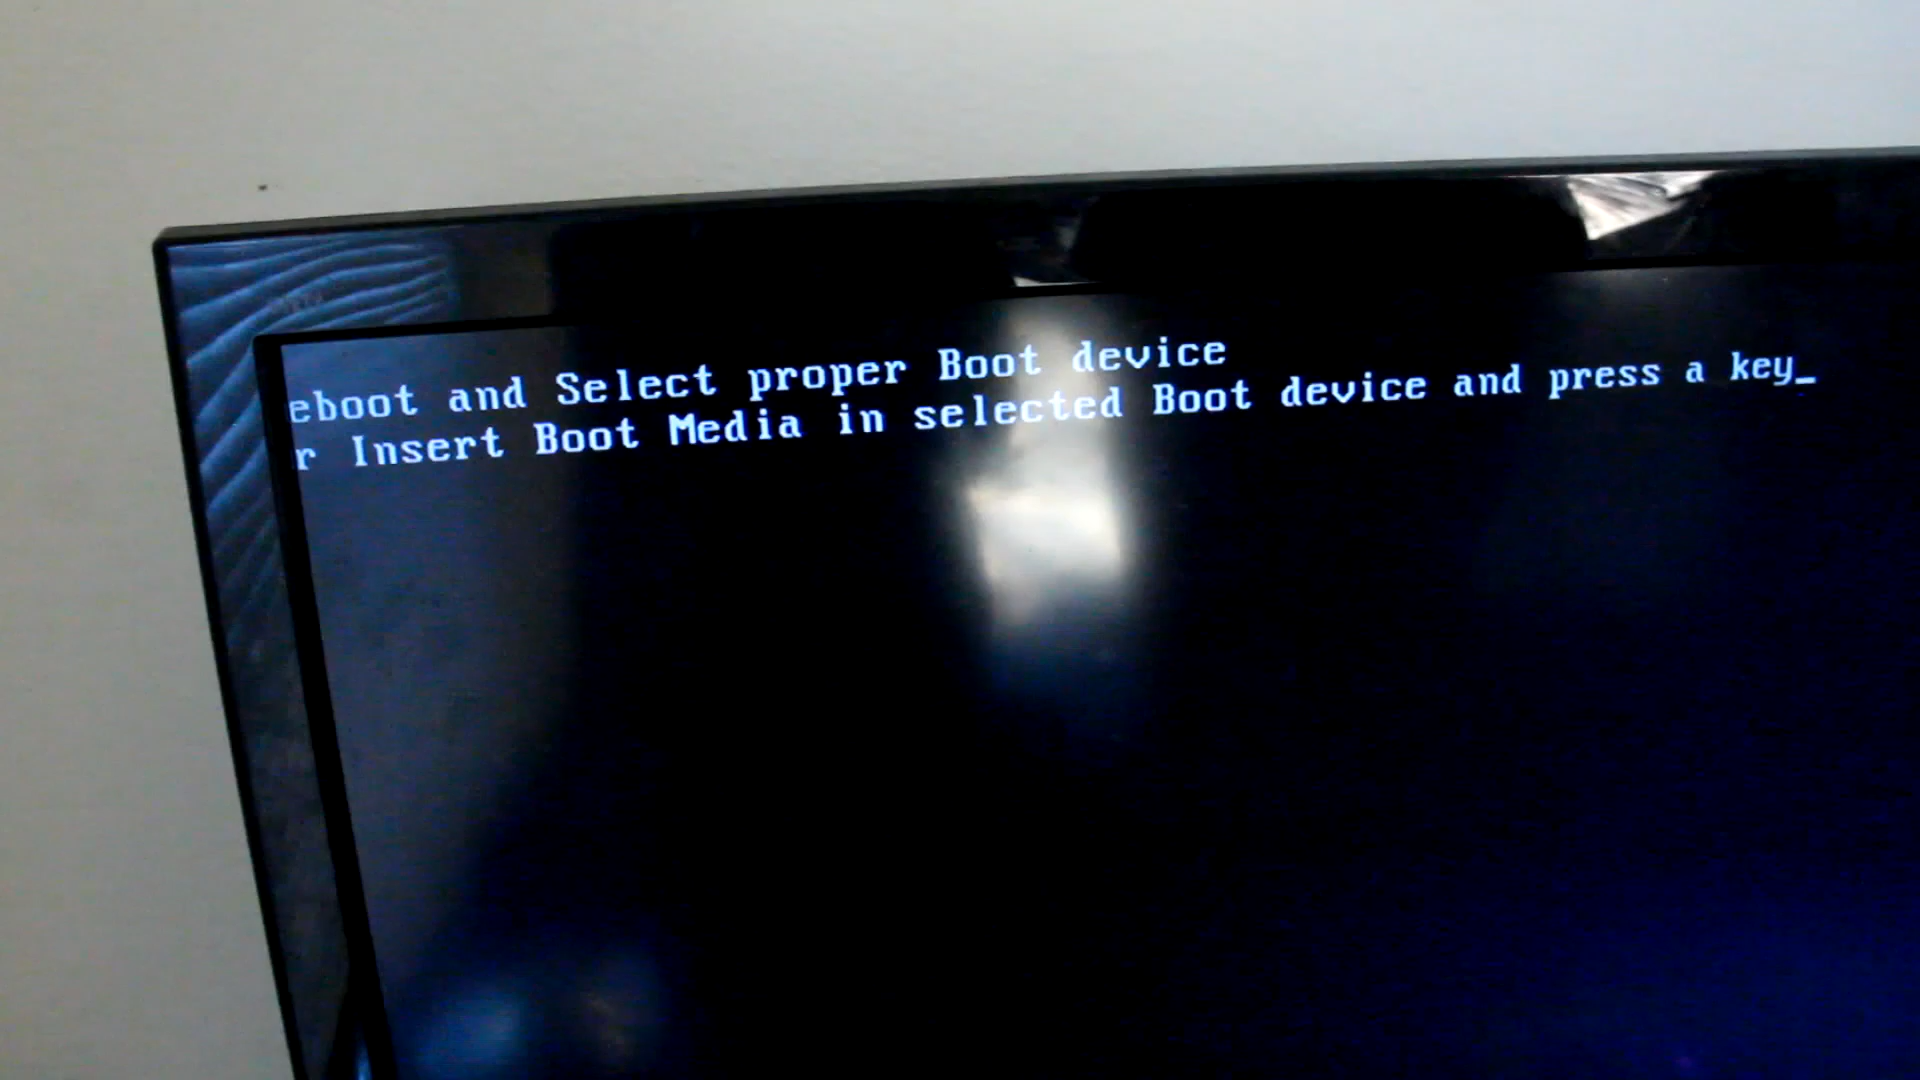 eboot and Select proper Boot device
r Insert Boot Media in selected Boot device and press a key_